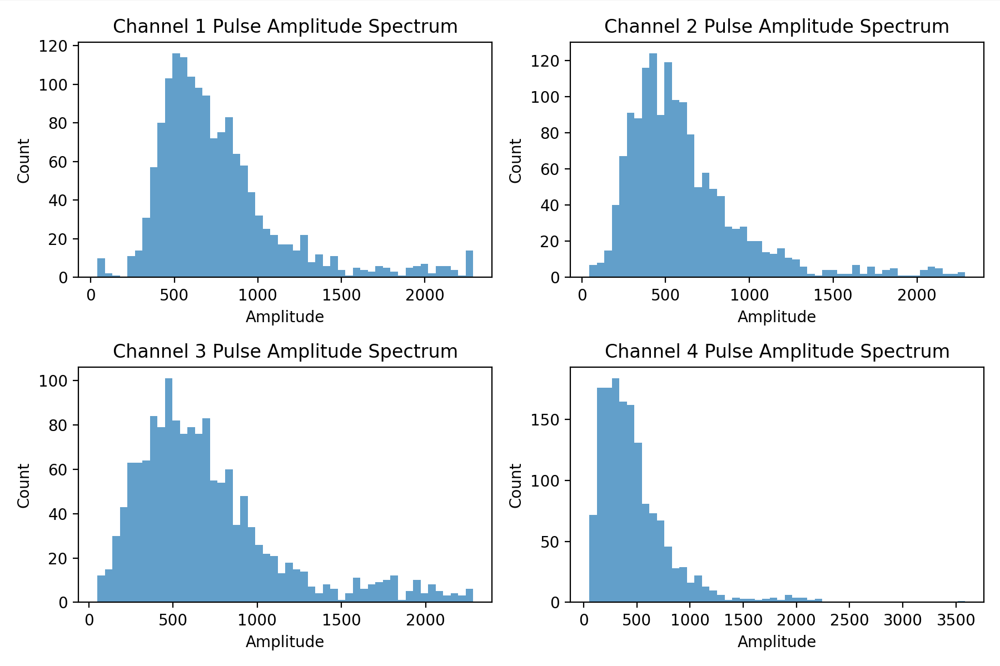 Channel 1 Pulse Amplitude Spectrum
120
100
80
60
40
20
0
Count
0 500 1000 1500 2000
Amplitude
Channel 2 Pulse Amplitude Spectrum
120
100
80
60
40
20
0
Count
0 500 1000 1500 2000
Amplitude
Channel 3 Pulse Amplitude Spectrum
100
80
60
40
20
0
Count
0 500 1000 1500 2000
Amplitude
Channel 4 Pulse Amplitude Spectrum
150
100
50
0
Count
0 500 1000 1500 2000 2500 3000 3500
Amplitude